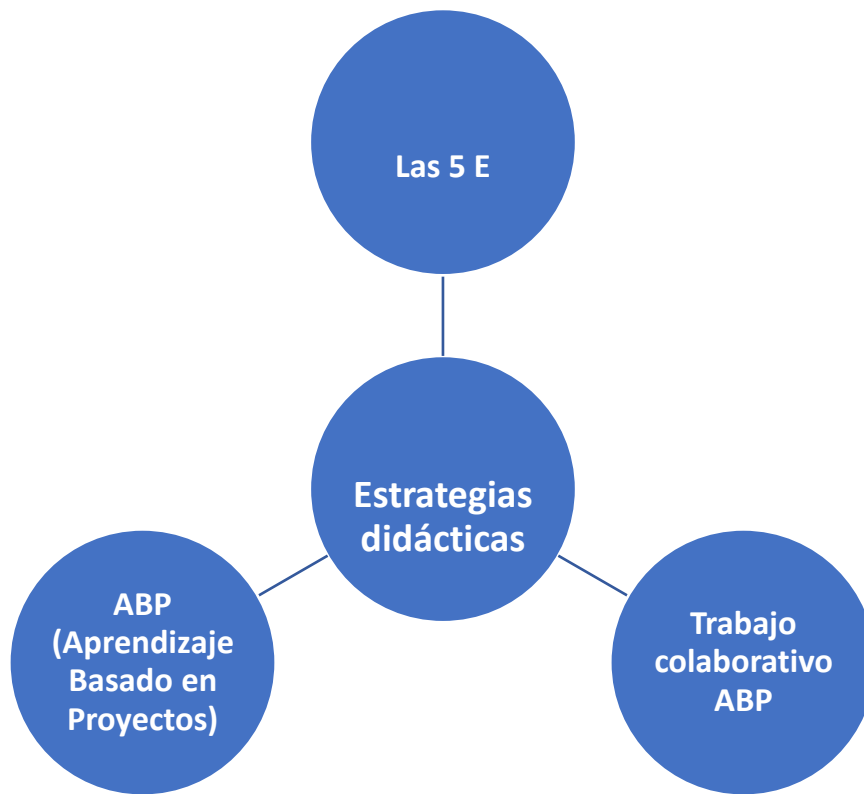 Las 5 E
Estrategias
didácticas
ABP
(Aprendizaje
Basado en
Proyectos)
Trabajo
colaborativo
ABP